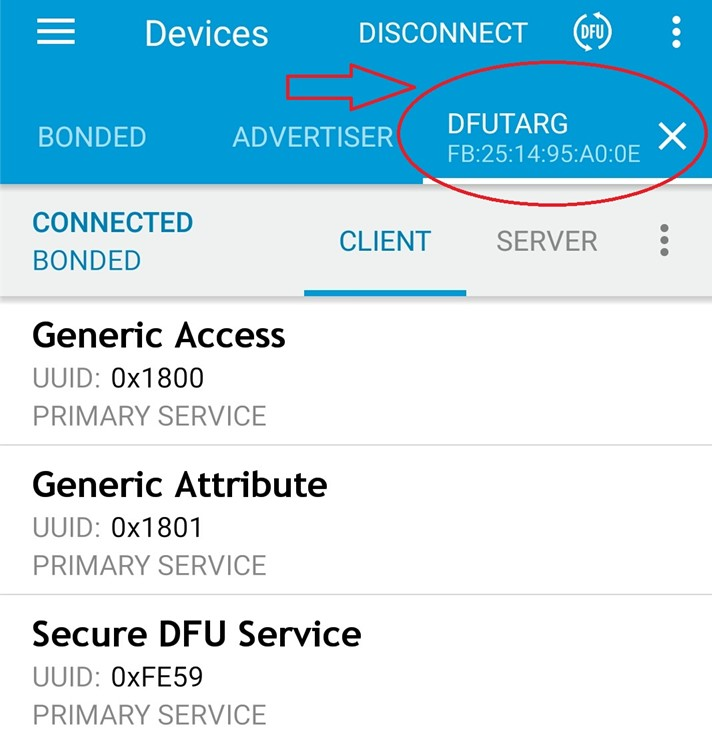 Devices
DISCONNECT
DFU
BONDED
ADVERTISER
DFUTARG
FB:25:14:95:A0:0E
CONNECTED
BONDED
CLIENT
SERVER
Generic Access
UUID: 0x1800
PRIMARY SERVICE
Generic Attribute
UUID: 0x1801
PRIMARY SERVICE
Secure DFU Service
UUID: 0xFE59
PRIMARY SERVICE